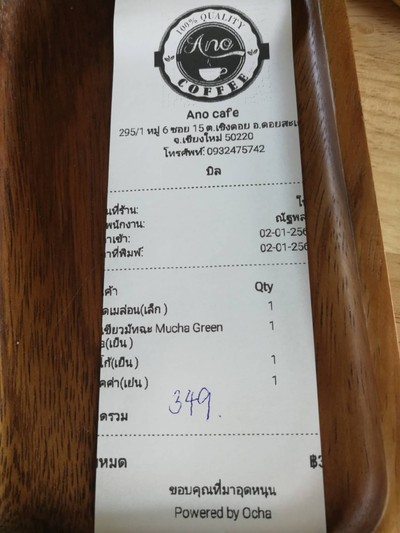 100% QUALITY
Ano
COFFEE
Ano cafe
295/1 หมู่ 6 ซอย 15 ต.เชิงดอย อ.ดอยสะเ
จ.เชียงใหม่ 50220
โทรศัพท์: 0932475742
บิล
นที่ร้าน:
พนักงาน: ณัฐพล
าเข้า: 02-01-256
าที่พิมพ์: 02-01-256
ค้า Qty
ดเมล่อน(เล็ก) 1
เขียวมัทฉะ Mucha Green 1
(เย็น)
โก้(เย็น) 1
คค่า(เย่น) 1
349.
ดรวม
หมด ฿3
ขอบคุณที่มาอุดหนุน
Powered by Ocha